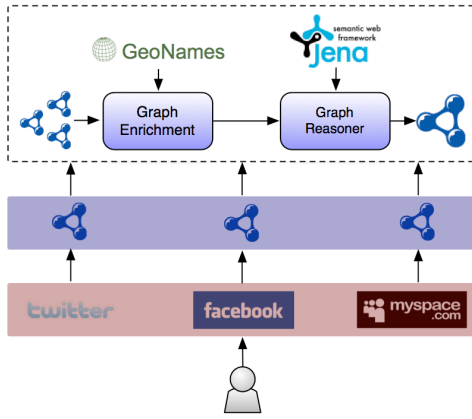 GeoNames
semantic web
framework
Jena
Graph
Enrichment
Graph
Reasoner
twitter
facebook
myspace
.com